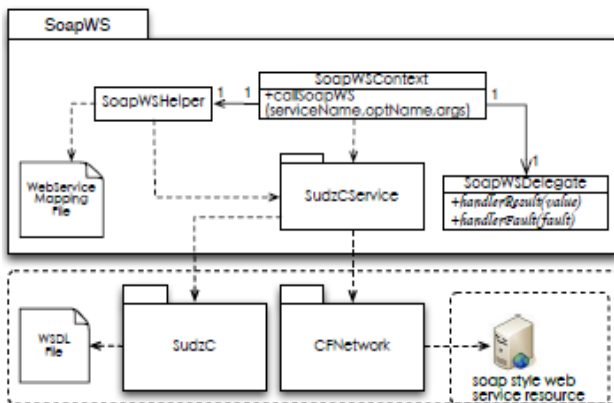 SoapWS
SoapWSContext
+callSoapWS
(serviceName,optName,args)
SoapWSHelper
1
1
1
1
WebService
Mapping
File
SudzCService
SoapWSDelegate
+handlerResult(value)
+handlerFault(fault)
WSDL
File
SudzC
CFNetwork
soap style web
service resource